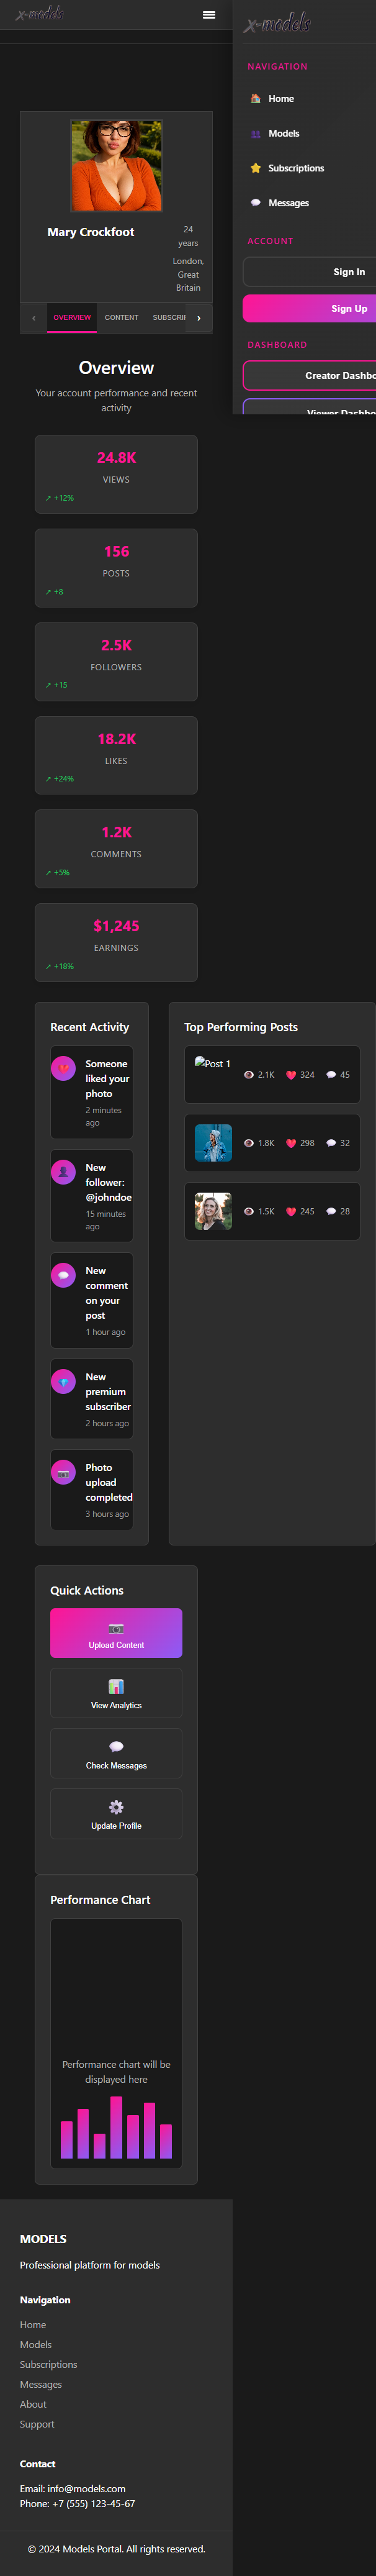 x-models
x-models
NAVIGATION
Home
Models
Subscriptions
Messages
ACCOUNT
Sign In
Sign Up
DASHBOARD
Creator Dashbo
Viewer Dashboa
Mary Crockfoot
24
years
London,
Great
Britain
‹
OVERVIEW
CONTENT
SUBSCRI
›
Overview
Your account performance and recent
activity
24.8K
VIEWS
↗ +12%
156
POSTS
↗ +8
2.5K
FOLLOWERS
↗ +15
18.2K
LIKES
↗ +24%
1.2K
COMMENTS
↗ +5%
$1,245
EARNINGS
↗ +18%
Recent Activity
Someone
liked your
photo
2 minutes
ago
New
follower:
@johndoe
15 minutes
ago
New
comment
on your
post
1 hour ago
New
premium
subscriber
2 hours ago
Photo
upload
completed
3 hours ago
Top Performing Posts
Post 1
2.1K 324 45
1.8K 298 32
1.5K 245 28
Quick Actions
Upload Content
View Analytics
Check Messages
Update Profile
Performance Chart
Performance chart will be
displayed here
MODELS
Professional platform for models
Navigation
Home
Models
Subscriptions
Messages
About
Support
Contact
Email: info@models.com
Phone: +7 (555) 123-45-67
© 2024 Models Portal. All rights reserved.